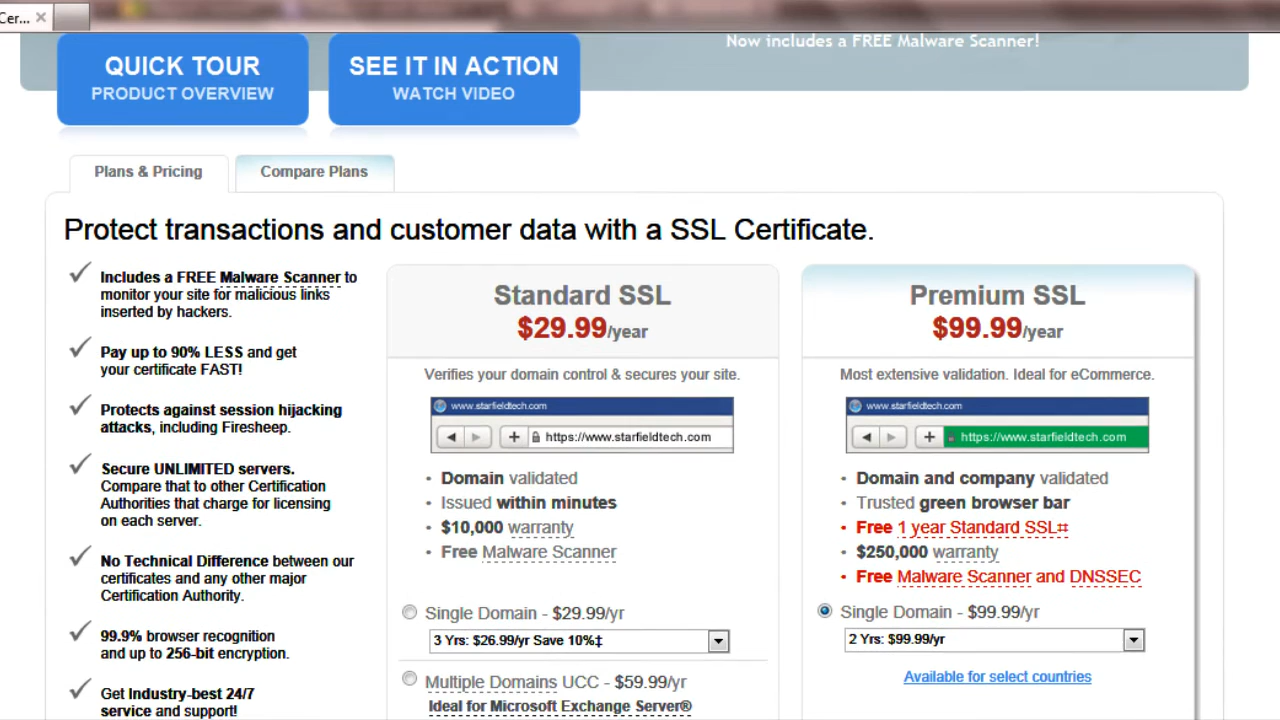 Cer...
Now includes a FREE Malware Scanner!
QUICK TOUR
PRODUCT OVERVIEW
SEE IT IN ACTION
WATCH VIDEO
Plans & Pricing
Compare Plans
Protect transactions and customer data with a SSL Certificate.
Includes a FREE Malware Scanner to
monitor your site for malicious links
inserted by hackers.
Pay up to 90% LESS and get
your certificate FAST!
Protects against session hijacking
attacks, including Firesheep.
Secure UNLIMITED servers.
Compare that to other Certification
Authorities that charge for licensing
on each server.
No Technical Difference between our
certificates and any other major
Certification Authority.
99.9% browser recognition
and up to 256-bit encryption.
Get Industry-best 24/7
service and support!
Standard SSL
$29.99/year
Verifies your domain control & secures your site.
www.starfieldtech.com
https://www.starfieldtech.com
• Domain validated
• Issued within minutes
• $10,000 warranty
• Free Malware Scanner
Single Domain - $29.99/yr
3 Yrs: $26.99/yr Save 10%‡
Multiple Domains UCC - $59.99/yr
Ideal for Microsoft Exchange Server®
Premium SSL
$99.99/year
Most extensive validation. Ideal for eCommerce.
www.starfieldtech.com
https://www.starfieldtech.com
• Domain and company validated
• Trusted green browser bar
• Free 1 year Standard SSL⌗
• $250,000 warranty
• Free Malware Scanner and DNSSEC
Single Domain - $99.99/yr
2 Yrs: $99.99/yr
Available for select countries